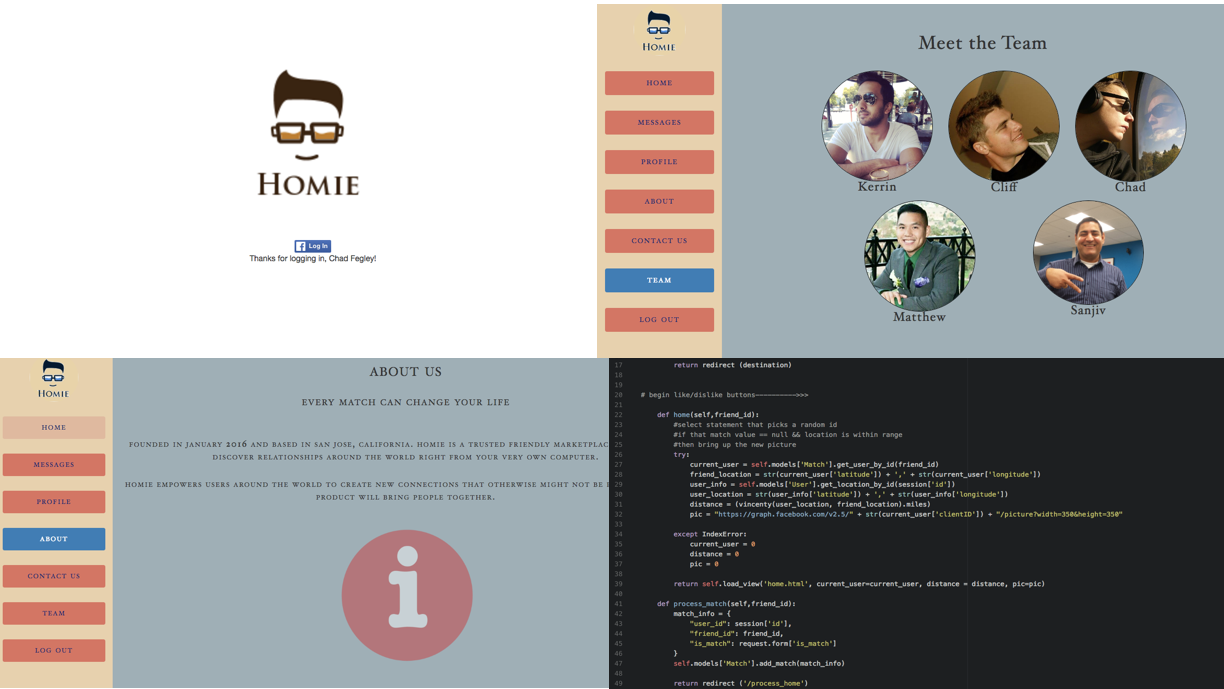 HOMIE
Log In
Thanks for logging in, Chad Fegley!
HOMIE
HOME
MESSAGES
PROFILE
ABOUT
CONTACT US
TEAM
LOG OUT
Meet the Team
Kerrin
Cliff
Chad
Matthew
Sanjiv
HOMIE
HOME
MESSAGES
PROFILE
ABOUT
CONTACT US
TEAM
LOG OUT
ABOUT US
EVERY MATCH CAN CHANGE YOUR LIFE
FOUNDED IN JANUARY 2016 AND BASED IN SAN JOSE, CALIFORNIA. HOMIE IS A TRUSTED FRIENDLY
DISCOVER RELATIONSHIPS AROUND THE WORLD RIGHT FROM YOUR VERY OWN COMPUTER.
HOMIE EMPOWERS USERS AROUND THE WORLD TO CREATE NEW CONNECTIONS THAT OTHERWISE MIGHT NOT BE
PRODUCT WILL BRING PEOPLE TOGETHER.
17 return redirect (destination)
18
19
20 # begin like/dislike buttons---------->>>
21
22 def home(self,friend_id):
23 #select statement that picks a random id
24 #if that match value == null && location is within range
25 #then bring up the new picture
26 try:
27 current_user = self.models['Match'].get_user_by_id(friend_id)
28 friend_location = str(current_user['latitude']) + ',' + str(current_user['longitude'])
29 user_info = self.models['User'].get_location_by_id(session['id'])
30 user_location = str(user_info['latitude']) + ',' + str(user_info['longitude'])
31 distance = (vincenty(user_location, friend_location).miles)
32 pic = "https://graph.facebook.com/v2.5/" + str(current_user['clientID']) + "/picture?width=350&height=350"
33
34 except IndexError:
35 current_user = 0
36 distance = 0
37 pic = 0
38
39 return self.load_view('home.html', current_user=current_user, distance = distance, pic=pic)
40
41 def process_match(self,friend_id):
42 match_info = {
43 "user_id": session['id'],
44 "friend_id": friend_id,
45 "is_match": request.form['is_match']
46 }
47 self.models['Match'].add_match(match_info)
48
49 return redirect ('/process_home')